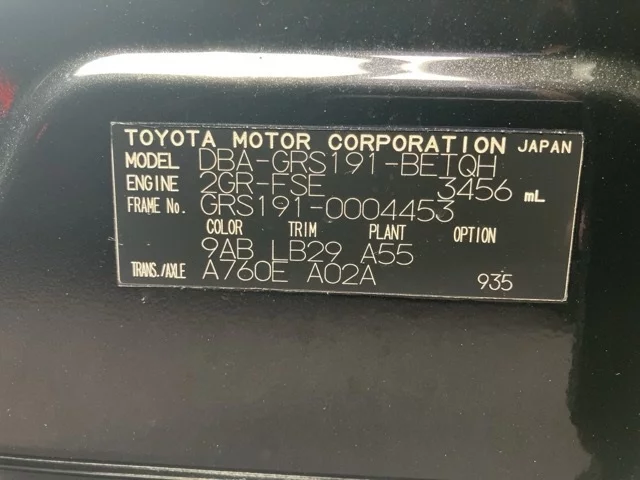 TOYOTA MOTOR CORPORATION JAPAN
MODEL DBA-GRS191-BETQH
ENGINE 2GR-FSE 3456 mL
FRAME No. GRS191-0004453
COLOR TRIM PLANT OPTION
9AB LB29 A55
TRANS./AXLE A760E A02A 935